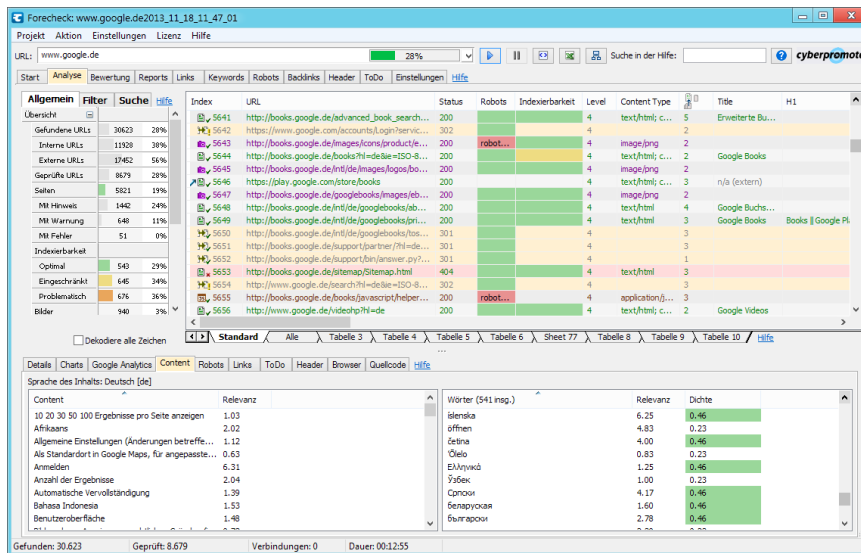 Forecheck: www.google.de2013_11_18_11_47_01
Projekt Aktion Einstellungen Lizenz Hilfe
URL: www.google.de 28% Suche in der Hilfe: cyberpromote
Start Analyse Bewertung Reports Links Keywords Robots Backlinks Header ToDo Einstellungen Hilfe
Allgemein Filter Suche Hilfe
Übersicht
Gefundene URLs 30623 28%
Interne URLs 11928 38%
Externe URLs 17452 56%
Geprüfte URLs 8679 28%
Seiten 5821 19%
Mit Hinweis 1442 24%
Mit Warnung 648 11%
Mit Fehler 51 0%
Indexierbarkeit
Optimal 543 29%
Eingeschränkt 645 34%
Problematisch 676 36%
Bilder 940 3%
Dekodiere alle Zeichen
Index URL Status Robots Indexierbarkeit Level Content Type Title H1
5641 http://books.google.de/advanced_book_search... 200 4 text/html; c... 5 Erweiterte Bu...
5642 https://www.google.com/accounts/Login?servic... 302 4 2
5643 http://www.google.de/images/cons/product/e... 200 robot... 4 image/png 2
5644 http://books.google.de/books?hl=de&ie=ISO-8... 200 4 text/html; c... 2 Google Books
5645 http://books.google.de/intl/de/images/logos/bo... 200 4 image/png 2
5646 https://play.google.com/store/books 200 4 text/html; c... 3 n/a (extern)
5647 http://books.google.de/googlebooks/images/eb... 200 4 image/png 2
5648 http://books.google.de/intl/de/googlebooks/ab... 200 4 text/html 4 Google Buchs...
5649 http://books.google.de/intl/de/googlebooks/pri... 200 4 text/html 3 Google Books Books || Google Pl
5650 http://books.google.de/intl/de/googlebooks/tos... 301 4 3
5651 http://books.google.de/support/partner/?hl=de... 301 4 3
5652 http://books.google.de/support/bin/answer.py?... 301 4 1
5653 http://books.google.de/sitemap/Sitemap.html 404 4 text/html 3
5654 http://www.google.de/search?hl=de&ie=ISO-8... 302 4 3
5655 http://books.google.de/books/javascript/helper... 200 robot... 4 application/j... 3
5656 http://www.google.de/videohp?hl=de 200 4 text/html; c... 2 Google Videos
Standard Alle Tabelle 3 Tabelle 4 Tabelle 5 Tabelle 6 Sheet 77 Tabelle 8 Tabelle 9 Tabelle 10 Hilfe
Details Charts Google Analytics Content Robots Links ToDo Header Browser Quellcode Hilfe
Sprache des Inhalts: Deutsch [de]
Content Relevanz
10 20 30 50 100 Ergebnisse pro Seite anzeigen 1.03
Afrikaans 2.02
Allgemeine Einstellungen (Änderungen betreffe... 1.12
Als Standardort in Google Maps, für angepasste... 0.63
Anmelden 6.31
Anzahl der Ergebnisse 2.04
Automatische Vervollständigung 1.39
Bahasa Indonesia 1.53
Benutzeroberfläche 1.48
Wörter (541 insg.) Relevanz Dichte
íslenska 6.25 0.46
öffnen 4.83 0.23
čeština 4.00 0.46
'Ōlelo 0.83 0.23
Ελληνικά 1.25 0.46
Ўзбек 1.00 0.23
Српски 4.17 0.46
беларуская 1.60 0.46
български 2.78 0.46
Gefunden: 30.623 Geprüft: 8.679 Verbindungen: 0 Dauer: 00:12:55